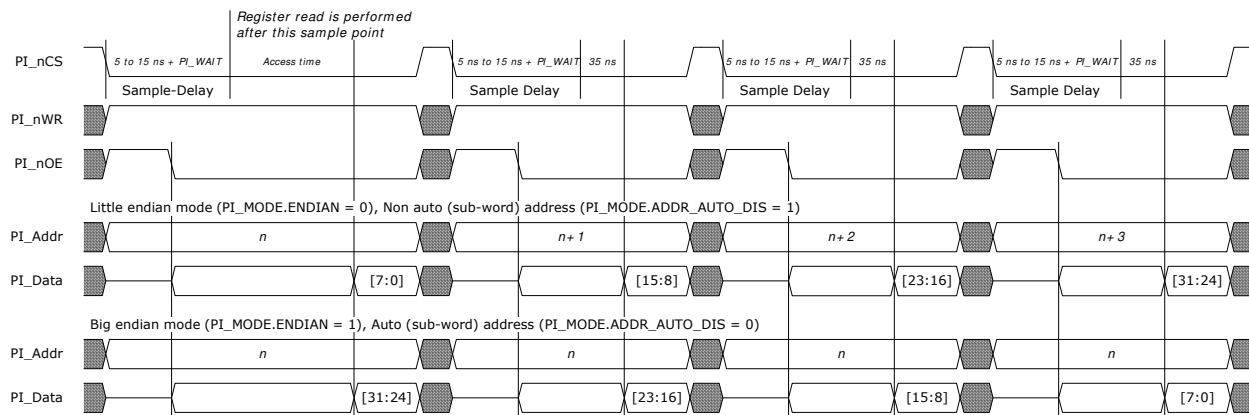 Register read is performed
after this sample point
PI_nCS
5 to 15 ns + PI_WAIT
Access time
5 ns to 15 ns + PI_WAIT
35 ns
5 ns to 15 ns + PI_WAIT
35 ns
5 ns to 15 ns + PI_WAIT
35 ns
Sample-Delay
Sample Delay
Sample Delay
Sample Delay
PI_nWR
PI_nOE
Little endian mode (PI_MODE.ENDIAN = 0), Non auto (sub-word) address (PI_MODE.ADDR_AUTO_DIS = 1)
PI_Addr
n
n+1
n+2
n+3
PI_Data
[7:0]
[15:8]
[23:16]
[31:24]
Big endian mode (PI_MODE.ENDIAN = 1), Auto (sub-word) address (PI_MODE.ADDR_AUTO_DIS = 0)
PI_Addr
n
n
n
n
PI_Data
[31:24]
[23:16]
[15:8]
[7:0]